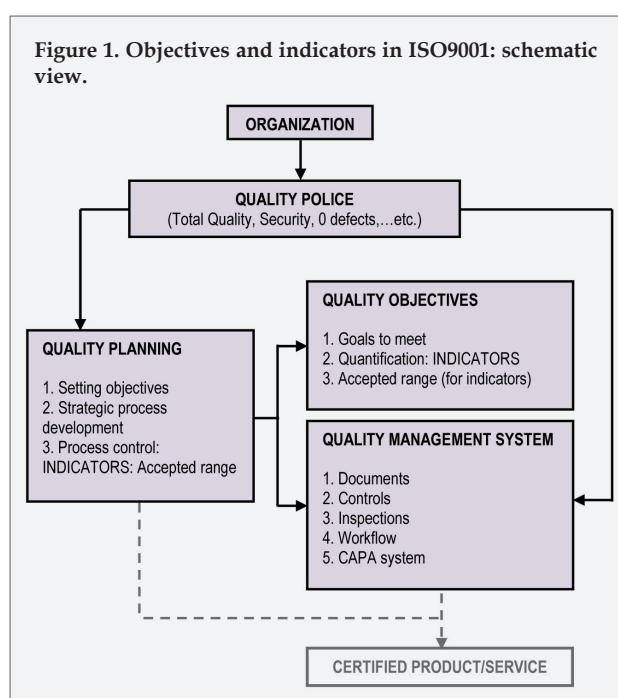 Figure 1. Objectives and indicators in ISO9001: schematic
view.
ORGANIZATION
QUALITY POLICE
(Total Quality, Security, 0 defects,…etc.)
QUALITY OBJECTIVES
1. Goals to meet
2. Quantification: INDICATORS
3. Accepted range (for indicators)
QUALITY PLANNING
1. Setting objectives
2. Strategic process
development
3. Process control:
INDICATORS: Accepted range
QUALITY MANAGEMENT SYSTEM
1. Documents
2. Controls
3. Inspections
4. Workflow
5. CAPA system
CERTIFIED PRODUCT/SERVICE